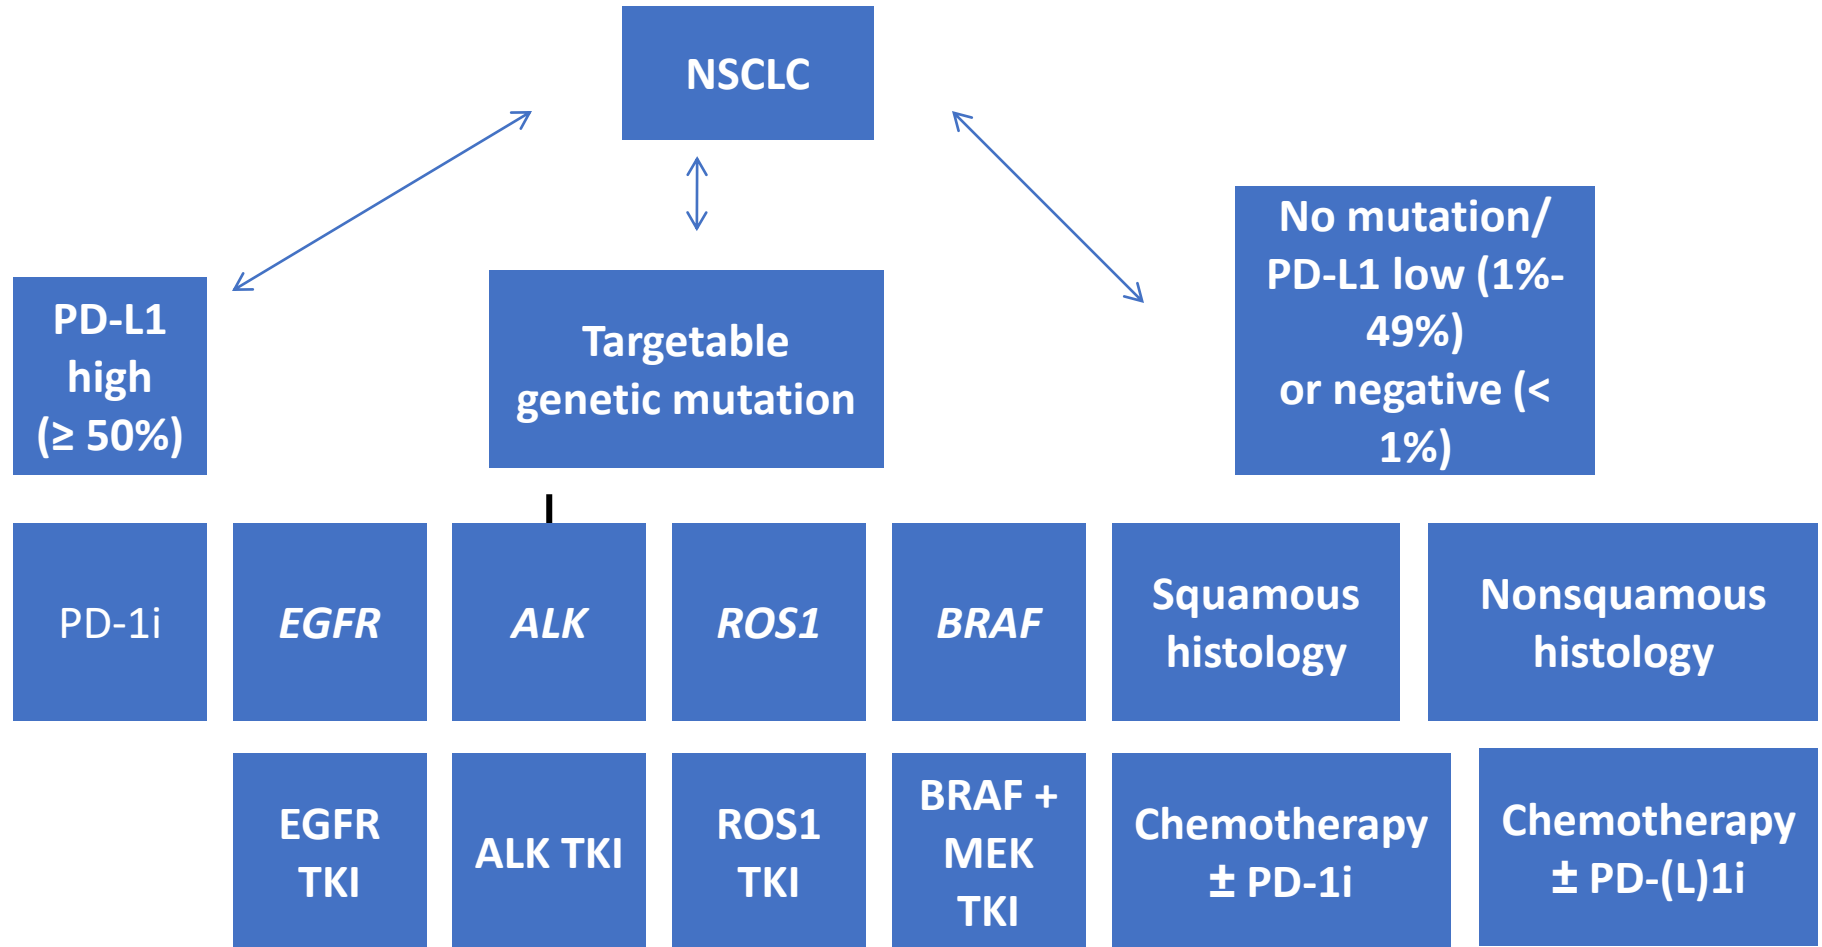 NSCLC
PD-L1
high
(≥ 50%)
Targetable
genetic mutation
No mutation/
PD-L1 low (1%-
49%)
or negative (<
1%)
PD-1i
EGFR
ALK
ROS1
BRAF
Squamous
histology
Nonsquamous
histology
EGFR
TKI
ALK TKI
ROS1
TKI
BRAF +
MEK
TKI
Chemotherapy
± PD-1i
Chemotherapy
± PD-(L)1i